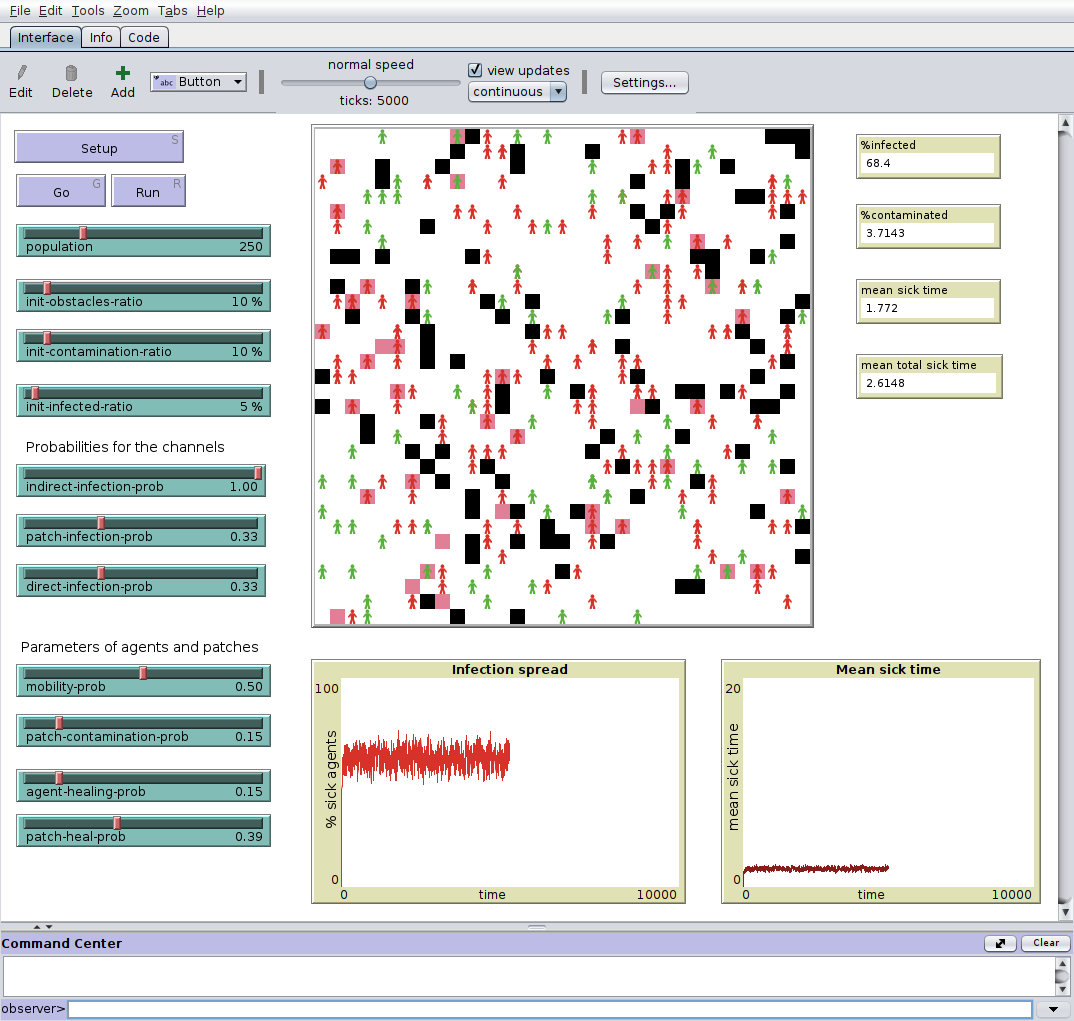 File Edit Tools Zoom Tabs Help
Interface Info Code
Edit Delete Add abc Button
normal speed
ticks: 5000
view updates
continuous
Settings...
Setup S
Go G
Run R
population 250
init-obstacles-ratio 10 %
init-contamination-ratio 10 %
init-infected-ratio 5 %
Probabilities for the channels
indirect-infection-prob 1.00
patch-infection-prob 0.33
direct-infection-prob 0.33
Parameters of agents and patches
mobility-prob 0.50
patch-contamination-prob 0.15
agent-healing-prob 0.15
patch-heal-prob 0.39
%infected
68.4
%contaminated
3.7143
mean sick time
1.772
mean total sick time
2.6148
Infection spread
100
% sick agents
0
0 time 10000
Mean sick time
20
mean sick time
0
0 time 10000
Command Center
Clear
observer>